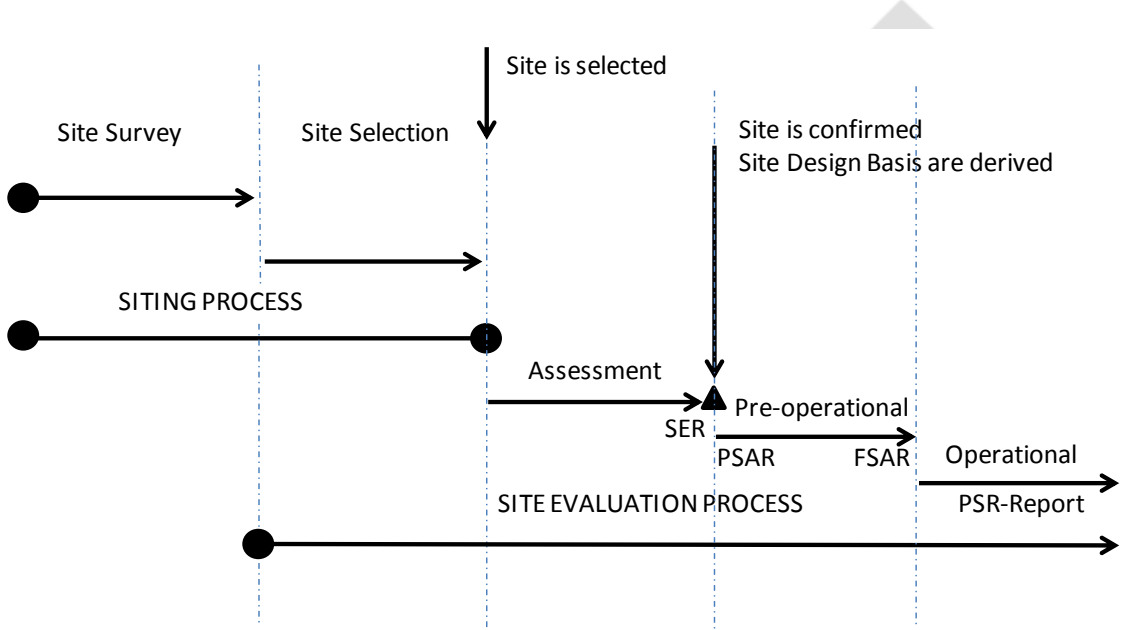 Site is selected
Site Survey
Site Selection
Site is confirmed
Site Design Basis are derived
SITING PROCESS
Assessment
SER
Pre-operational
PSAR
FSAR
Operational
SITE EVALUATION PROCESS
PSR-Report